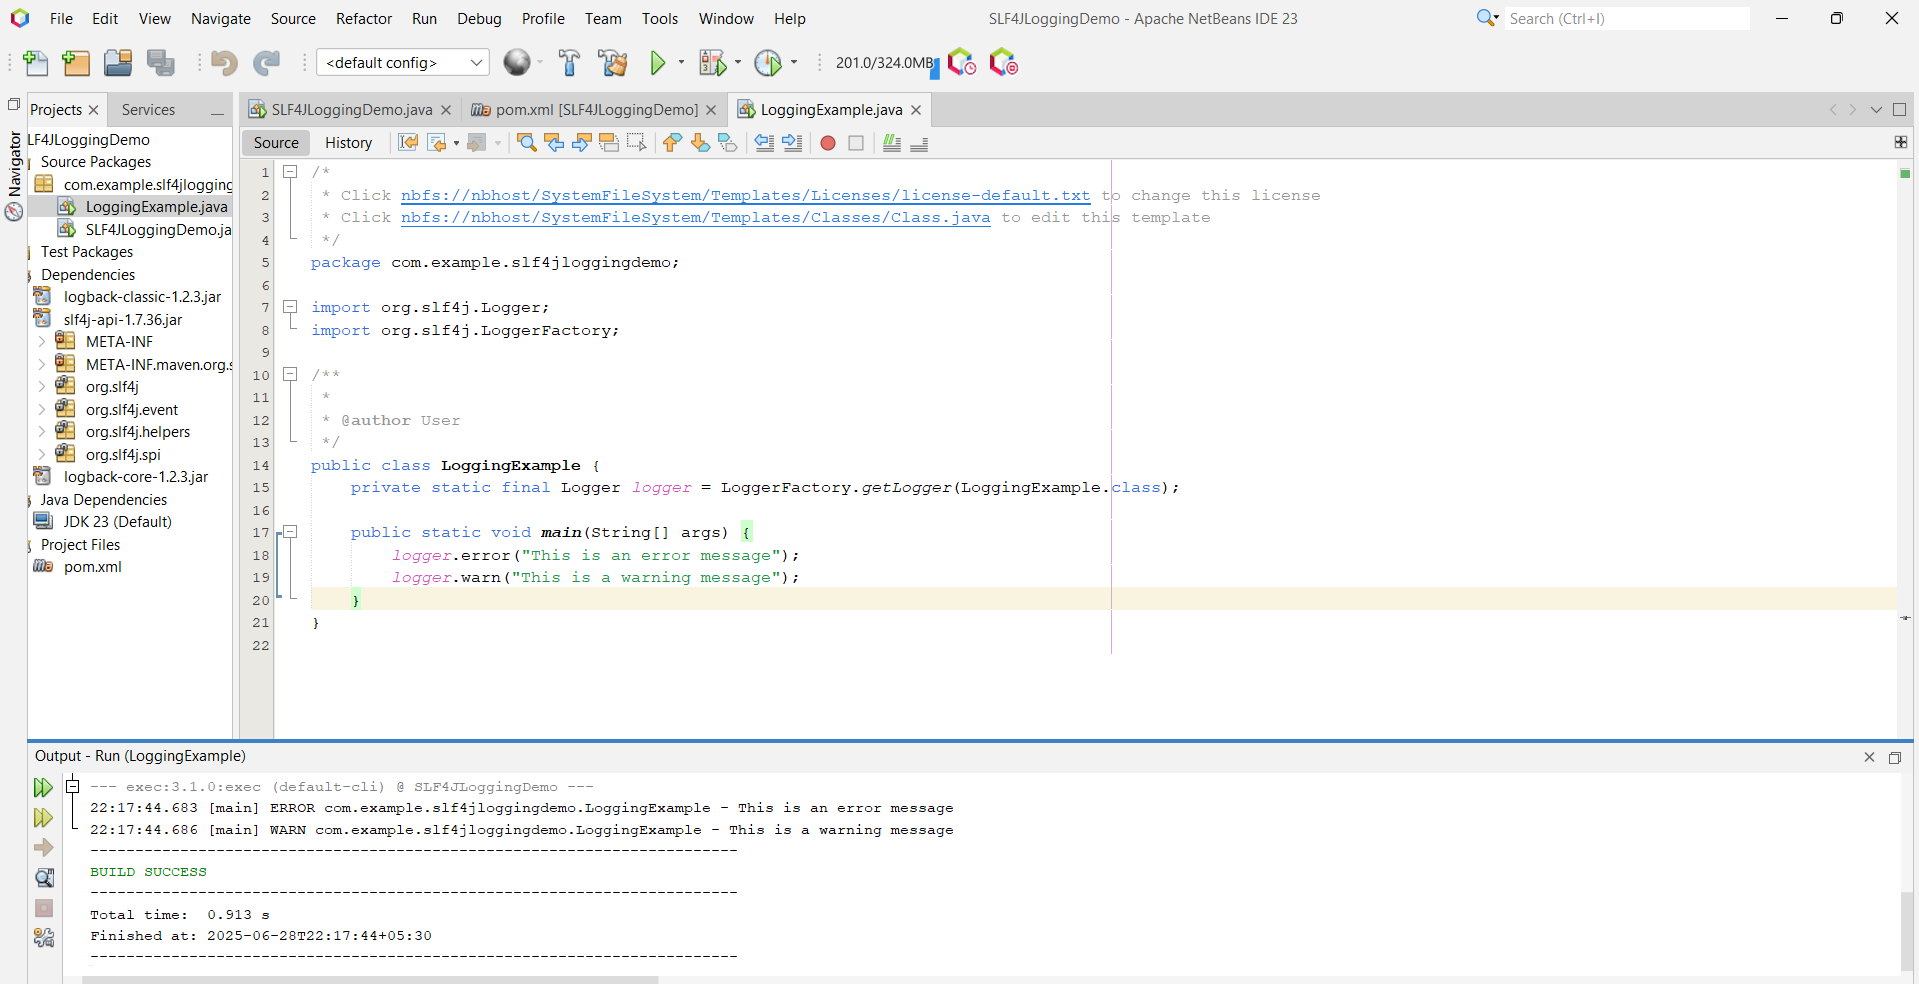 File Edit View Navigate Source Refactor Run Debug Profile Team Tools Window Help
SLF4JLoggingDemo - Apache NetBeans IDE 23
Search (Ctrl+I)
<default config>
201.0/324.0MB
Projects
Services
Navigator
LF4JLoggingDemo
Source Packages
com.example.slf4jlogging
LoggingExample.java
SLF4JLoggingDemo.ja
Test Packages
Dependencies
logback-classic-1.2.3.jar
slf4j-api-1.7.36.jar
META-INF
META-INF.maven.org.s
org.slf4j
org.slf4j.event
org.slf4j.helpers
org.slf4j.spi
logback-core-1.2.3.jar
Java Dependencies
JDK 23 (Default)
Project Files
pom.xml
SLF4JLoggingDemo.java
pom.xml [SLF4JLoggingDemo]
LoggingExample.java
Source History
1 /*
2 * Click nbfs://nbhost/SystemFileSystem/Templates/Licenses/license-default.txt to change this license
3 * Click nbfs://nbhost/SystemFileSystem/Templates/Classes/Class.java to edit this template
4 */
5 package com.example.slf4jloggingdemo;
6
7 import org.slf4j.Logger;
8 import org.slf4j.LoggerFactory;
9
10 /**
11 *
12 * @author User
13 */
14 public class LoggingExample {
15 private static final Logger logger = LoggerFactory.getLogger(LoggingExample.class);
16
17 public static void main(String[] args) {
18 logger.error("This is an error message");
19 logger.warn("This is a warning message");
20 }
21 }
22
Output - Run (LoggingExample)
--- exec:3.1.0:exec (default-cli) @ SLF4JLoggingDemo ---
22:17:44.683 [main] ERROR com.example.slf4jloggingdemo.LoggingExample - This is an error message
22:17:44.686 [main] WARN com.example.slf4jloggingdemo.LoggingExample - This is a warning message
------------------------------------------------------------------------
BUILD SUCCESS
------------------------------------------------------------------------
Total time: 0.913 s
Finished at: 2025-06-28T22:17:44+05:30
------------------------------------------------------------------------